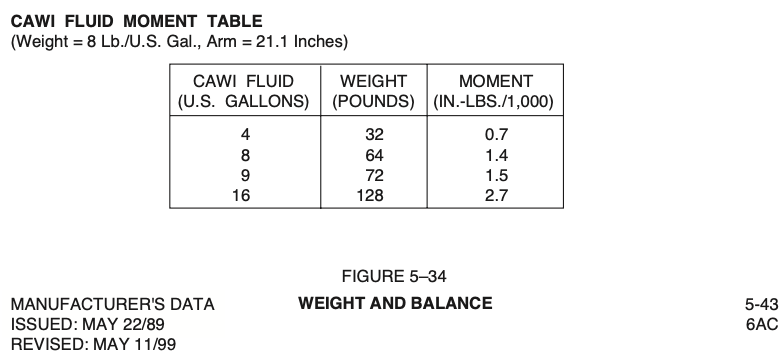 CAWI FLUID MOMENT TABLE
(Weight = 8 Lb./U.S. Gal., Arm = 21.1 Inches)
CAWI FLUID WEIGHT MOMENT
(U.S. GALLONS) (POUNDS) (IN.-LBS./1,000)
4 32 0.7
8 64 1.4
9 72 1.5
16 128 2.7
FIGURE 5–34
MANUFACTURER'S DATA WEIGHT AND BALANCE 5-43
ISSUED: MAY 22/89 6AC
REVISED: MAY 11/99